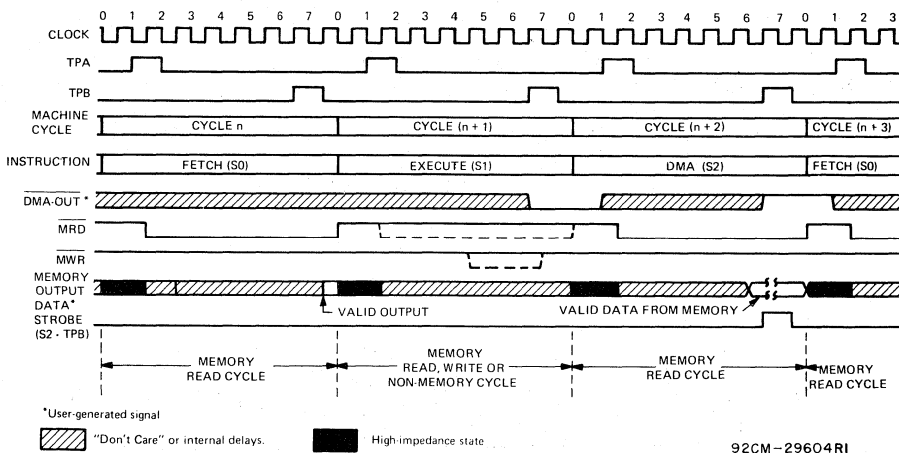 0 1 2 3 4 5 6 7 0 1 2 3 4 5 6 7 0 1 2 3 4 5 6 7 0 1 2 3
CLOCK
TPA
TPB
MACHINE
CYCLE
CYCLE n CYCLE (n + 1) CYCLE (n + 2) CYCLE (n + 3)
INSTRUCTION FETCH (S0) EXECUTE (S1) DMA (S2) FETCH (S0)
DMA-OUT *
MRD
MWR
MEMORY
OUTPUT
VALID OUTPUT VALID DATA FROM MEMORY
DATA*
STROBE
(S2 · TPB)
MEMORY
READ CYCLE
MEMORY
READ, WRITE OR
NON-MEMORY CYCLE
MEMORY
READ CYCLE
MEMORY
READ CYCLE
*User-generated signal
"Don't Care" or internal delays. High-impedance state
92CM-29604RI